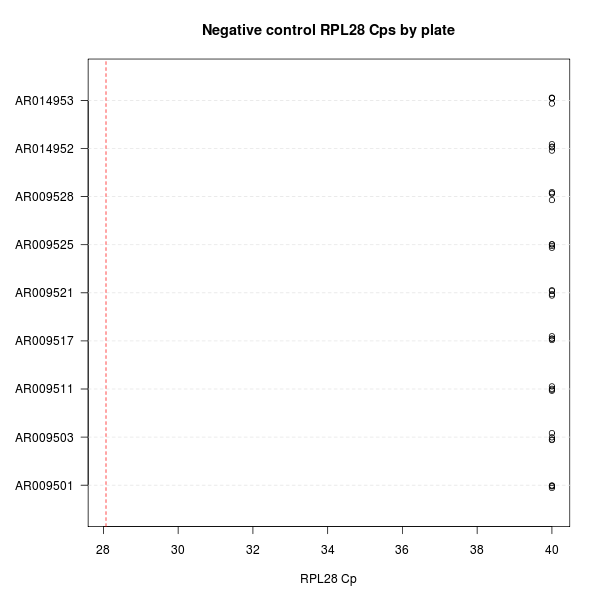 Negative control RPL28 Cps by plate
AR014953
AR014952
AR009528
AR009525
AR009521
AR009517
AR009511
AR009503
AR009501
28 30 32 34 36 38 40
RPL28 Cp